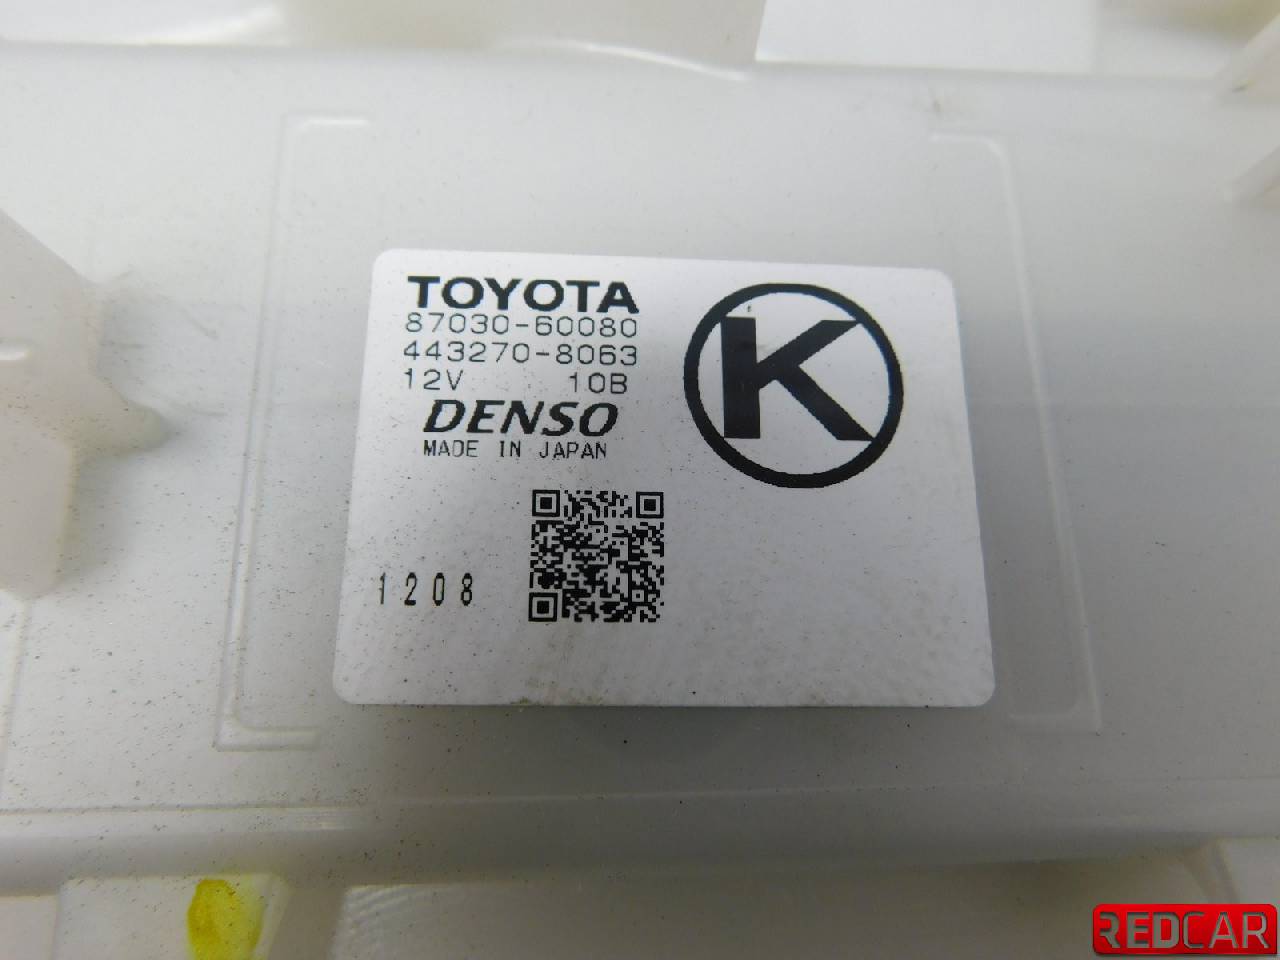 TOYOTA
87030-60080
443270-8063
12V 10B
DENSO
MADE IN JAPAN
K
1208
REDCAR